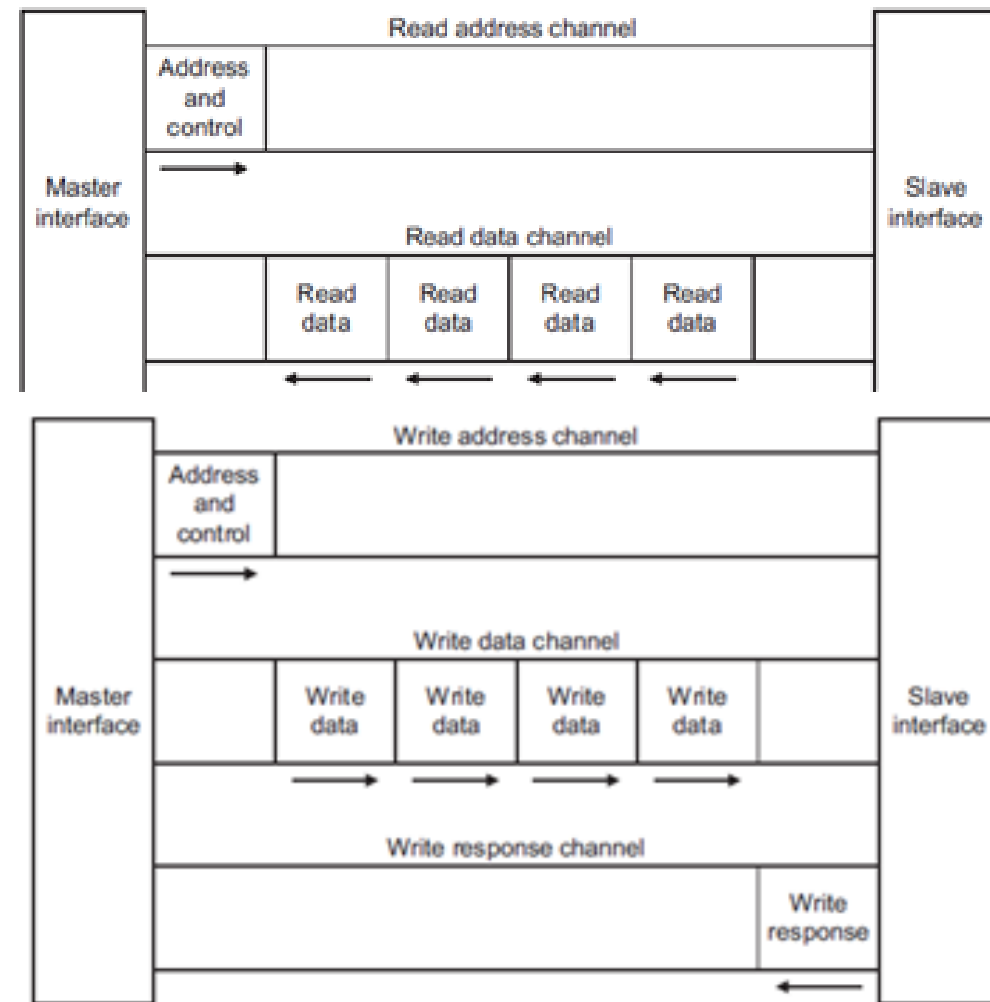 Read address channel
Address
and
control
Master
interface
Slave
interface
Read data channel
Read
data
Read
data
Read
data
Read
data
Write address channel
Address
and
control
Master
interface
Slave
interface
Write data channel
Write
data
Write
data
Write
data
Write
data
Write response channel
Write
response